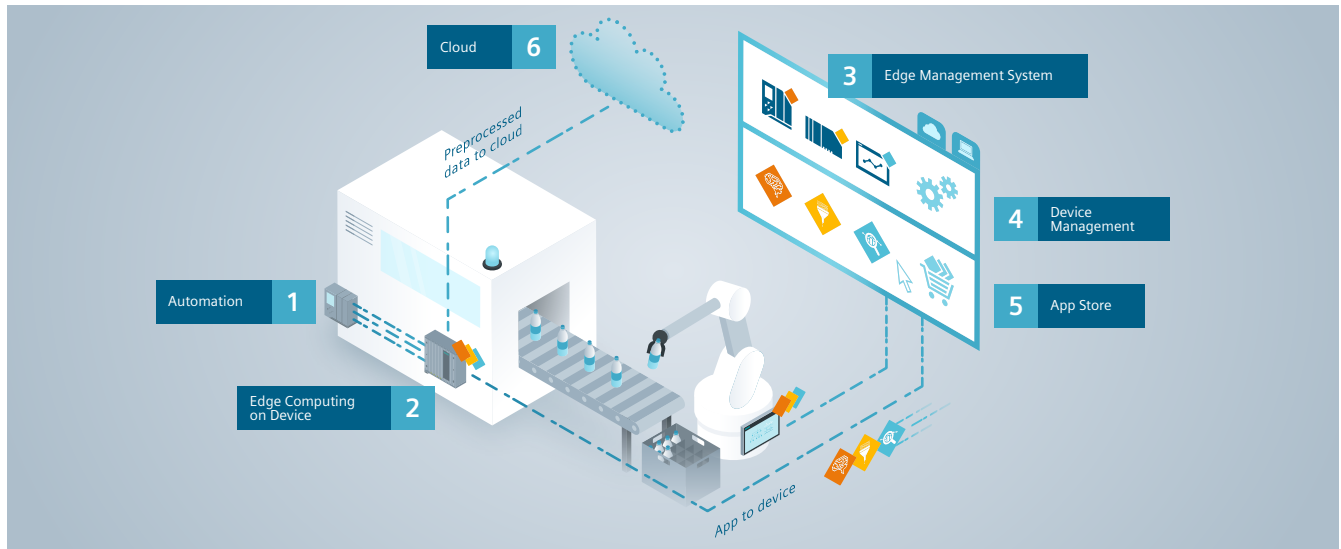 Cloud
6
3
Edge Management System
Preprocessed
data to cloud
4
Device
Management
Automation
1
5
App Store
Edge Computing
on Device
2
App to device